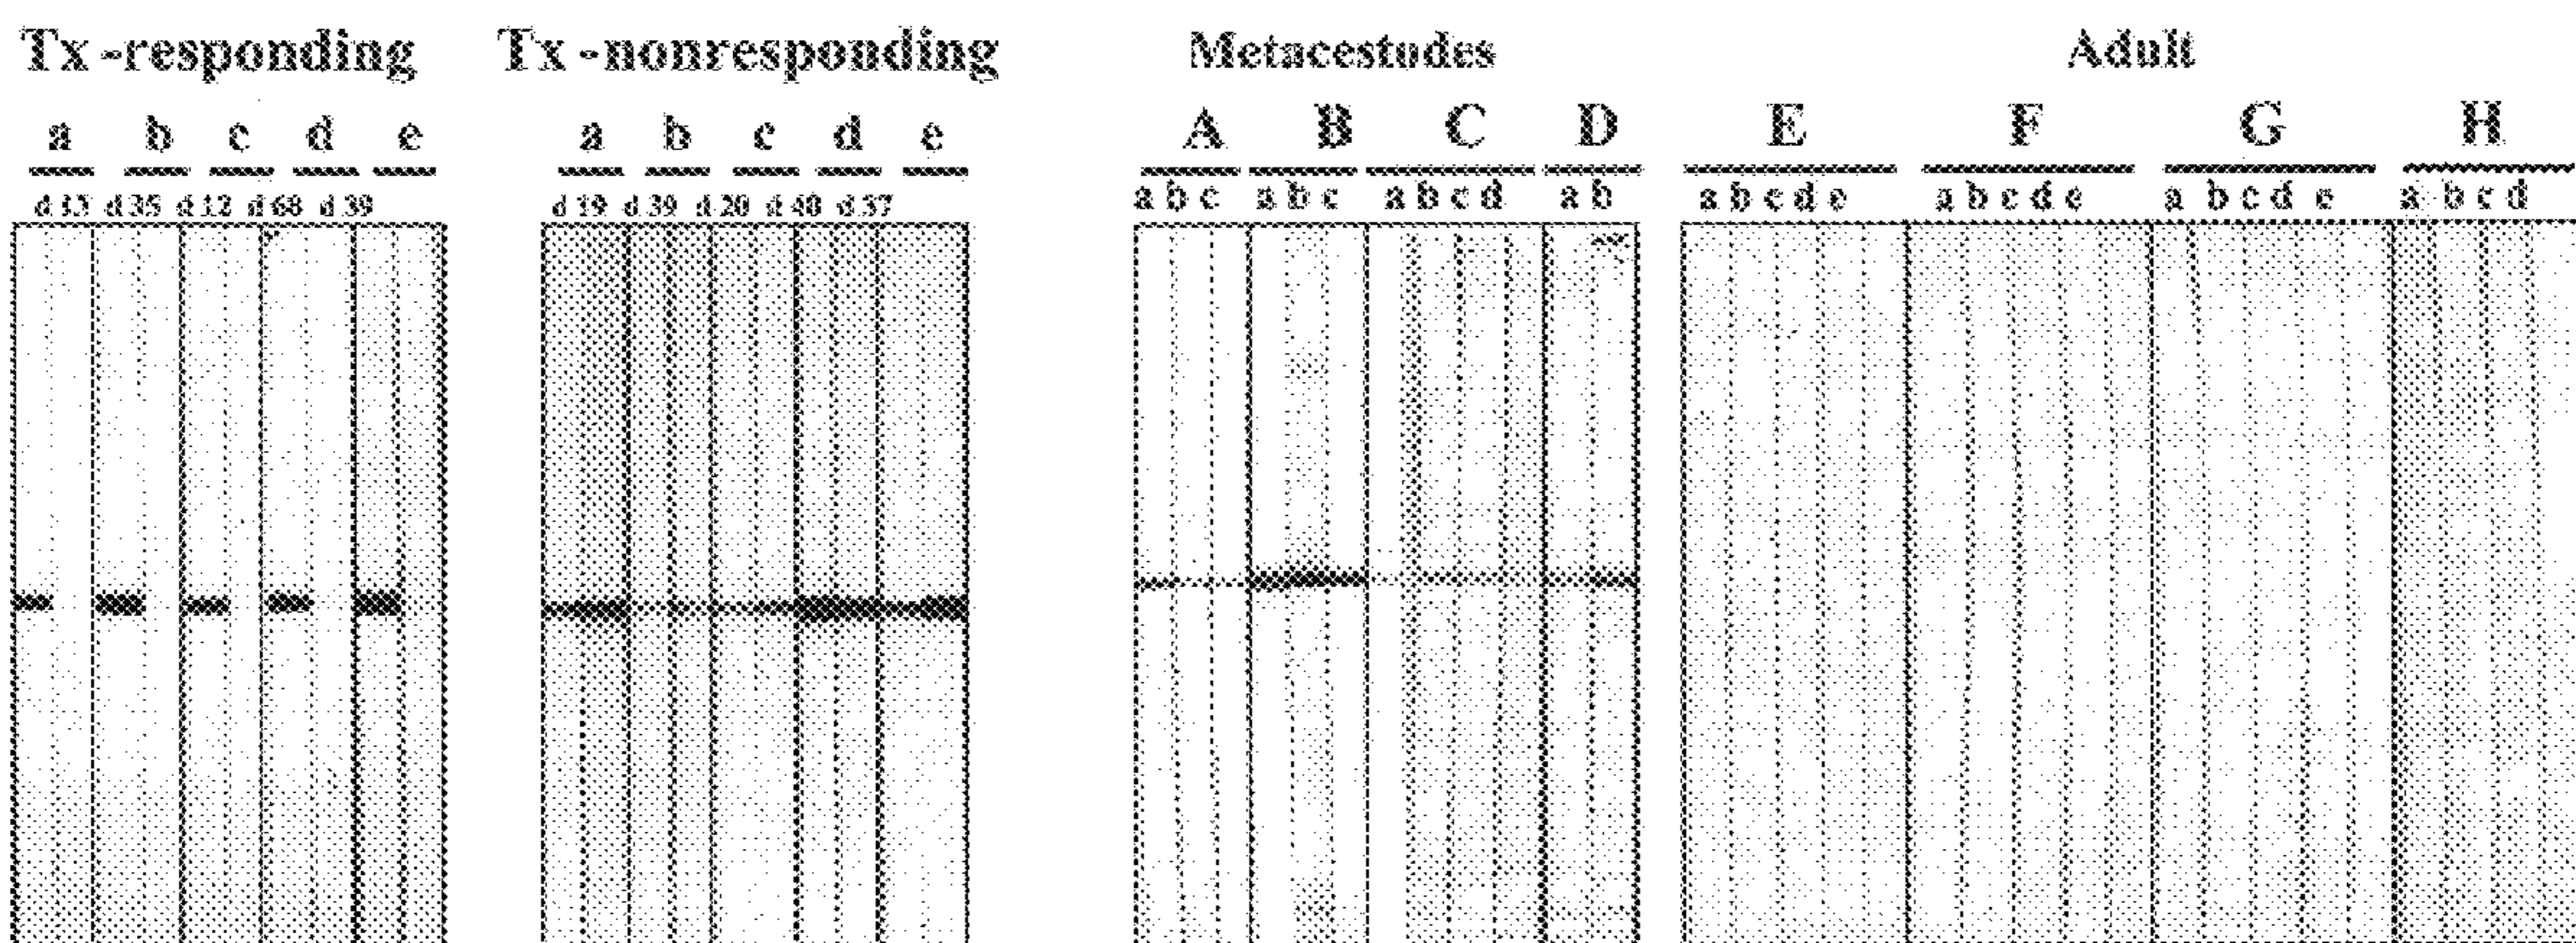 Tx -responding Tx -nonresponding Metacestodes Adult
a b c d e a b c d e A B C D E F G H
d 13 d 35 d 12 d 68 d 39 d 19 d 39 d 20 d 40 d 37 a b c a b c a b c d a b a b c d e a b c d e a b c d e a b c d